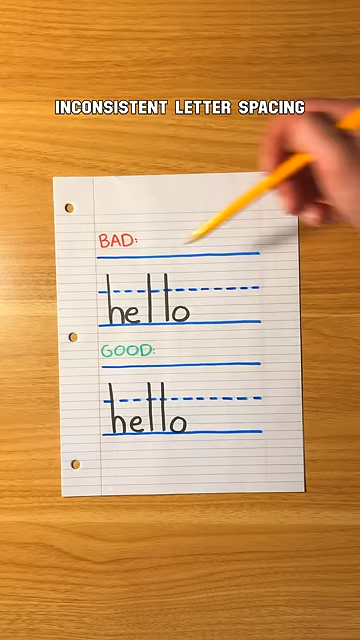 INCONSISTENT LETTER SPACING
BAD:
hello
GOOD:
hello